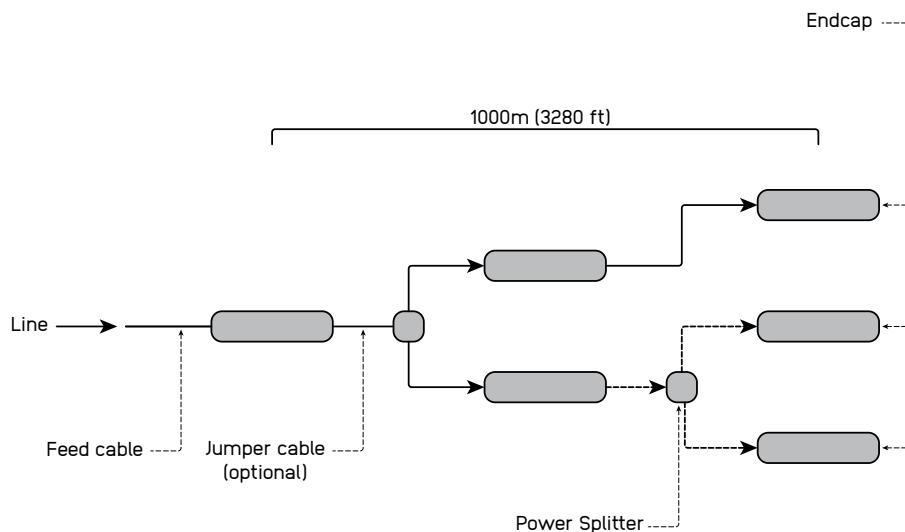 Endcap
1000m (3280 ft)
Line
Feed cable
Jumper cable
(optional)
Power Splitter